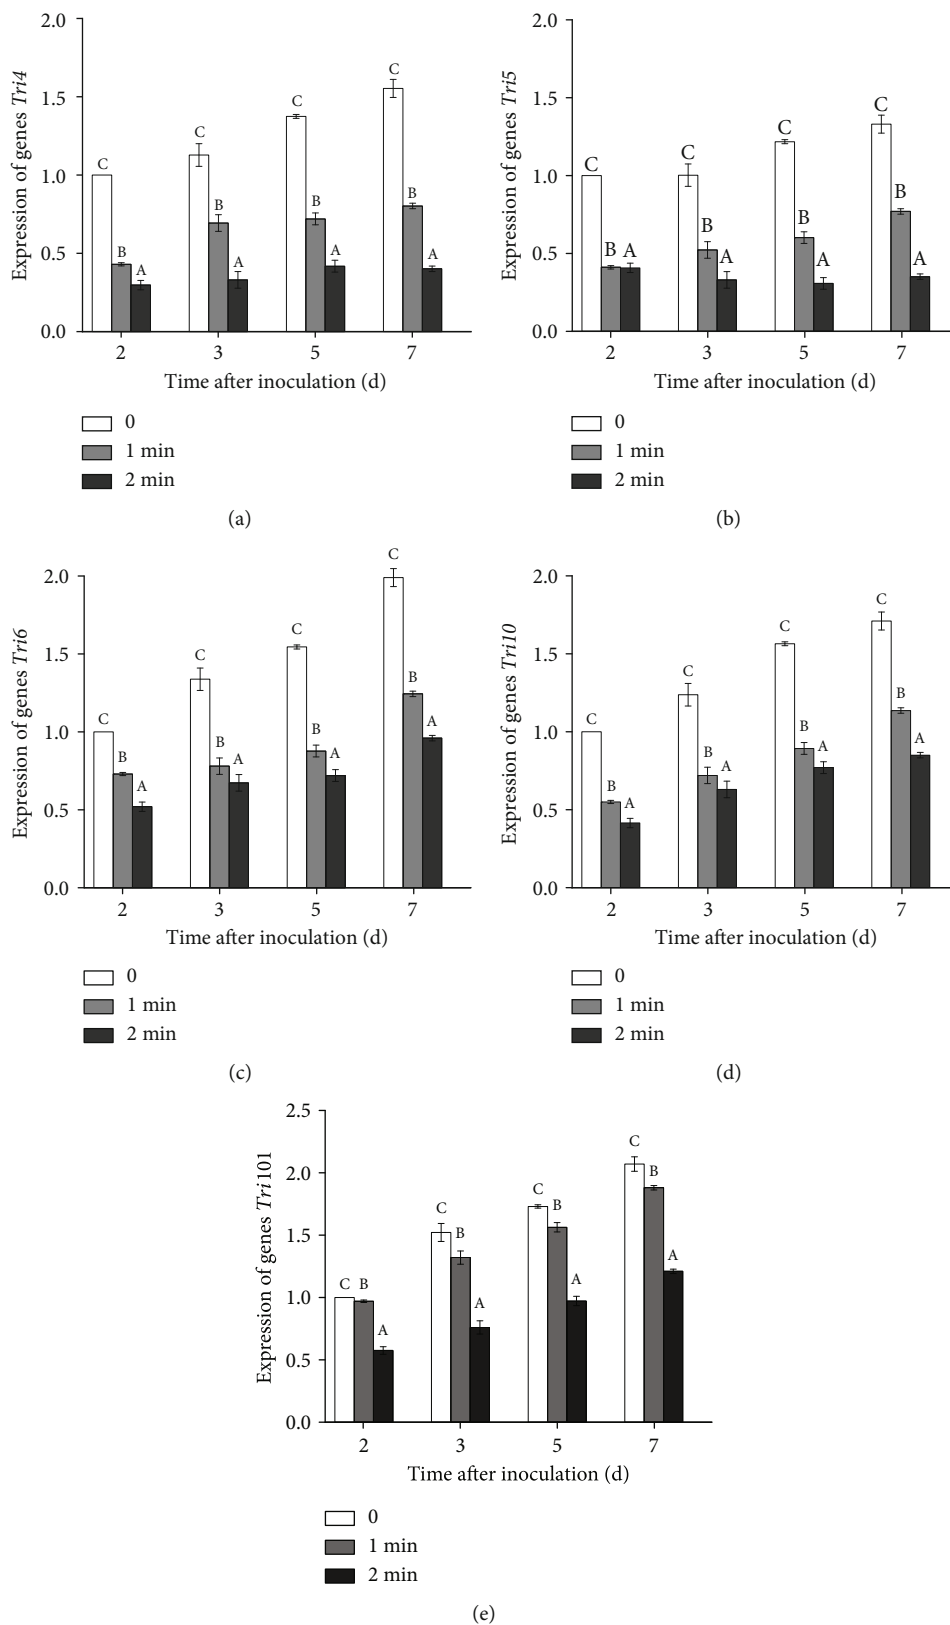 Expression of genes Tri4
2.0
1.5
1.0
0.5
0.0
C B A C B A C B A C B A
2 3 5 7
Time after inoculation (d)
0
1 min
2 min
(a)
Expression of genes Tri5
2.0
1.5
1.0
0.5
0.0
C B A C B A C B A C B A
2 3 5 7
Time after inoculation (d)
0
1 min
2 min
(b)
Expression of genes Tri6
2.0
1.5
1.0
0.5
0.0
C B A C B A C B A C B A
2 3 5 7
Time after inoculation (d)
0
1 min
2 min
(c)
Expression of genes Tri10
2.0
1.5
1.0
0.5
0.0
C B A C B A C B A C B A
2 3 5 7
Time after inoculation (d)
0
1 min
2 min
(d)
Expression of genes Tri101
2.5
2.0
1.5
1.0
0.5
0.0
C B A C B A C B A C B A
2 3 5 7
Time after inoculation (d)
0
1 min
2 min
(e)